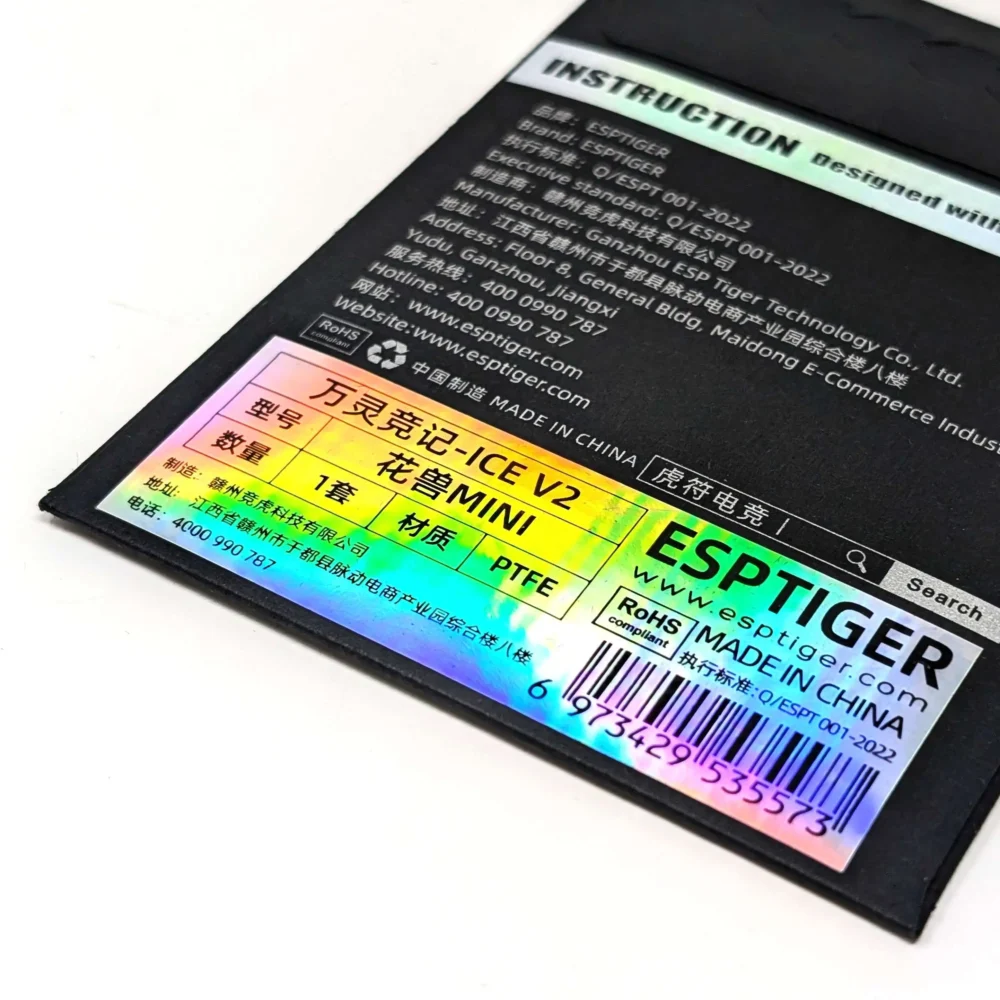 INSTRUCTION Designed with
品牌： ESPTIGER
Brand: ESPTIGER
执行标准： Q/ESPT 001-2022
Executive standard: Q/ESPT 001-2022
制造商： 赣州竞虎科技有限公司
Manufacturer: Ganzhou ESP Tiger Technology Co., Ltd.
地址： 江西省赣州市于都县脉动电商产业园综合楼八楼
Address: Floor 8, General Bldg, Maidong E-Commerce Indust
Yudu, Ganzhou, Jiangxi
服务热线： 400 0990 787
Hotline: 400 0990 787
网站： www.esptiger.com
Website:www.esptiger.com
RoHS
compliant
中国制造 MADE IN CHINA
虎符电竞
Search
万灵竞记-ICE V2
型号 花兽MINI
数量 1套 材质 PTFE
制造： 赣州竞虎科技有限公司
地址： 江西省赣州市于都县脉动电商产业园综合楼八楼
电话： 4000 990 787
ESPTIGER
www.esptiger.com
RoHS
compliant
MADE IN CHINA
执行标准: Q/ESPT 001-2022
6 973429 535573